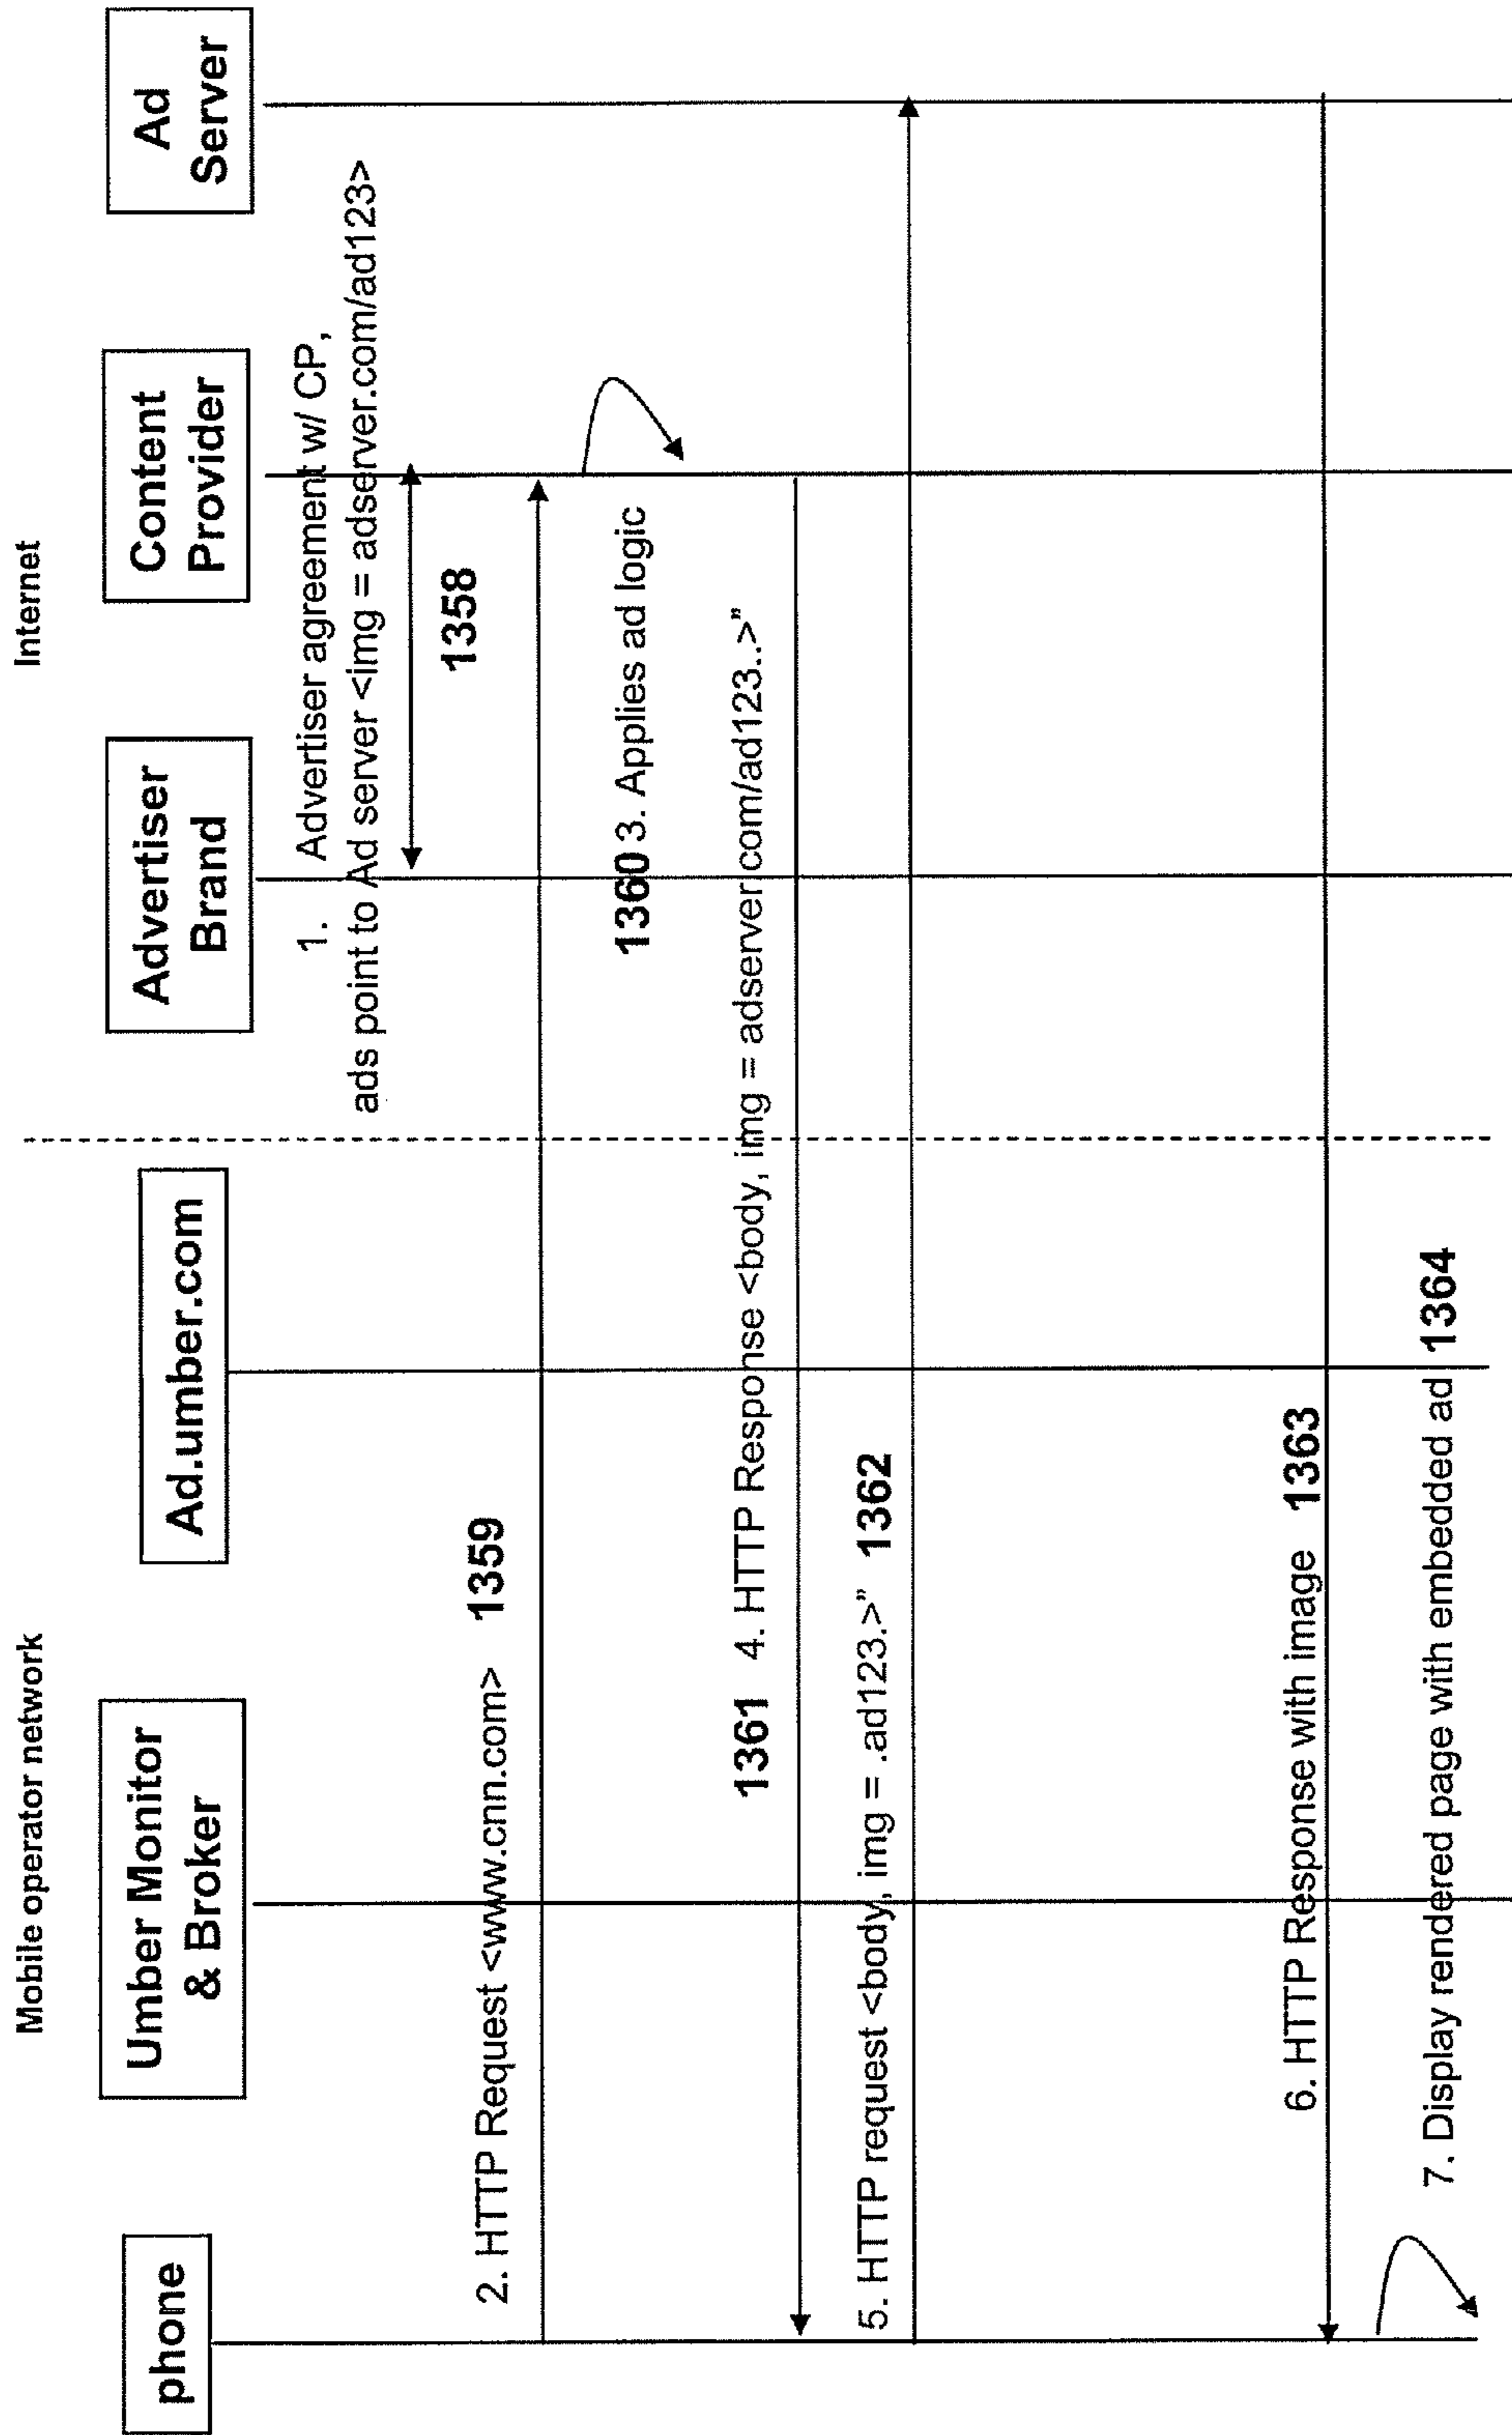 Mobile operator network
Internet
phone
Umber Monitor
& Broker
Ad.umber.com
Advertiser
Brand
Content
Provider
Ad
Server
1. Advertiser agreement w/ CP,
ads point to Ad server <img = adserver.com/ad123>
1358
2. HTTP Request <www.cnn.com> 1359
1360 3. Applies ad logic
1361 4. HTTP Response <body, img = adserver.com/ad123..>”
5. HTTP request <body, img = .ad123.>” 1362
6. HTTP Response with image 1363
7. Display rendered page with embedded ad 1364